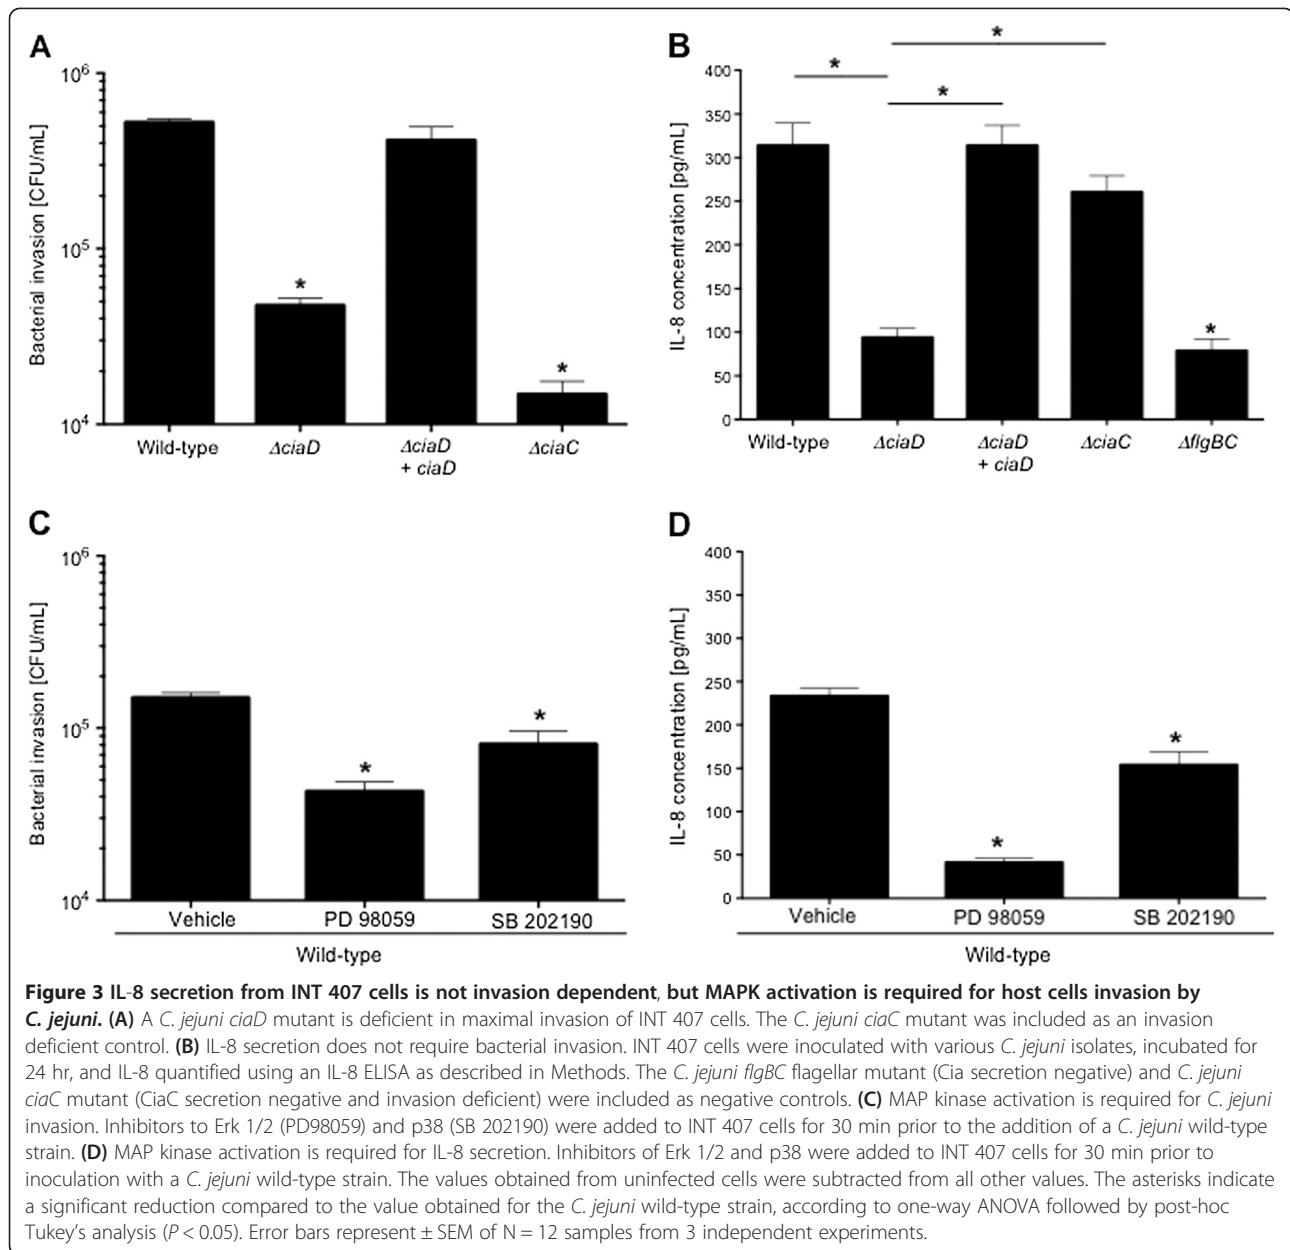 A
10⁶
10⁵
10⁴
Bacterial invasion [CFU/mL]
*
*
Wild-type
ΔciaD
ΔciaD
+ ciaD
ΔciaC
B
400
350
300
250
200
150
100
50
0
IL-8 concentration [pg/mL]
*
*
*
*
Wild-type
ΔciaD
ΔciaD
+ ciaD
ΔciaC
ΔflgBC
C
10⁶
10⁵
10⁴
Bacterial invasion [CFU/mL]
*
*
Vehicle
PD 98059
SB 202190
Wild-type
D
400
350
300
250
200
150
100
50
0
IL-8 concentration [pg/mL]
*
*
Vehicle
PD 98059
SB 202190
Wild-type
Figure 3 IL-8 secretion from INT 407 cells is not invasion dependent, but MAPK activation is required for host cells invasion by
C. jejuni. (A) A C. jejuni ciaD mutant is deficient in maximal invasion of INT 407 cells. The C. jejuni ciaC mutant was included as an invasion
deficient control. (B) IL-8 secretion does not require bacterial invasion. INT 407 cells were inoculated with various C. jejuni isolates, incubated for
24 hr, and IL-8 quantified using an IL-8 ELISA as described in Methods. The C. jejuni flgBC flagellar mutant (Cia secretion negative) and C. jejuni
ciaC mutant (CiaC secretion negative and invasion deficient) were included as negative controls. (C) MAP kinase activation is required for C. jejuni
invasion. Inhibitors to Erk 1/2 (PD98059) and p38 (SB 202190) were added to INT 407 cells for 30 min prior to the addition of a C. jejuni wild-type
strain. (D) MAP kinase activation is required for IL-8 secretion. Inhibitors of Erk 1/2 and p38 were added to INT 407 cells for 30 min prior to
inoculation with a C. jejuni wild-type strain. The values obtained from uninfected cells were subtracted from all other values. The asterisks indicate
a significant reduction compared to the value obtained for the C. jejuni wild-type strain, according to one-way ANOVA followed by post-hoc
Tukey's analysis (P < 0.05). Error bars represent ± SEM of N = 12 samples from 3 independent experiments.